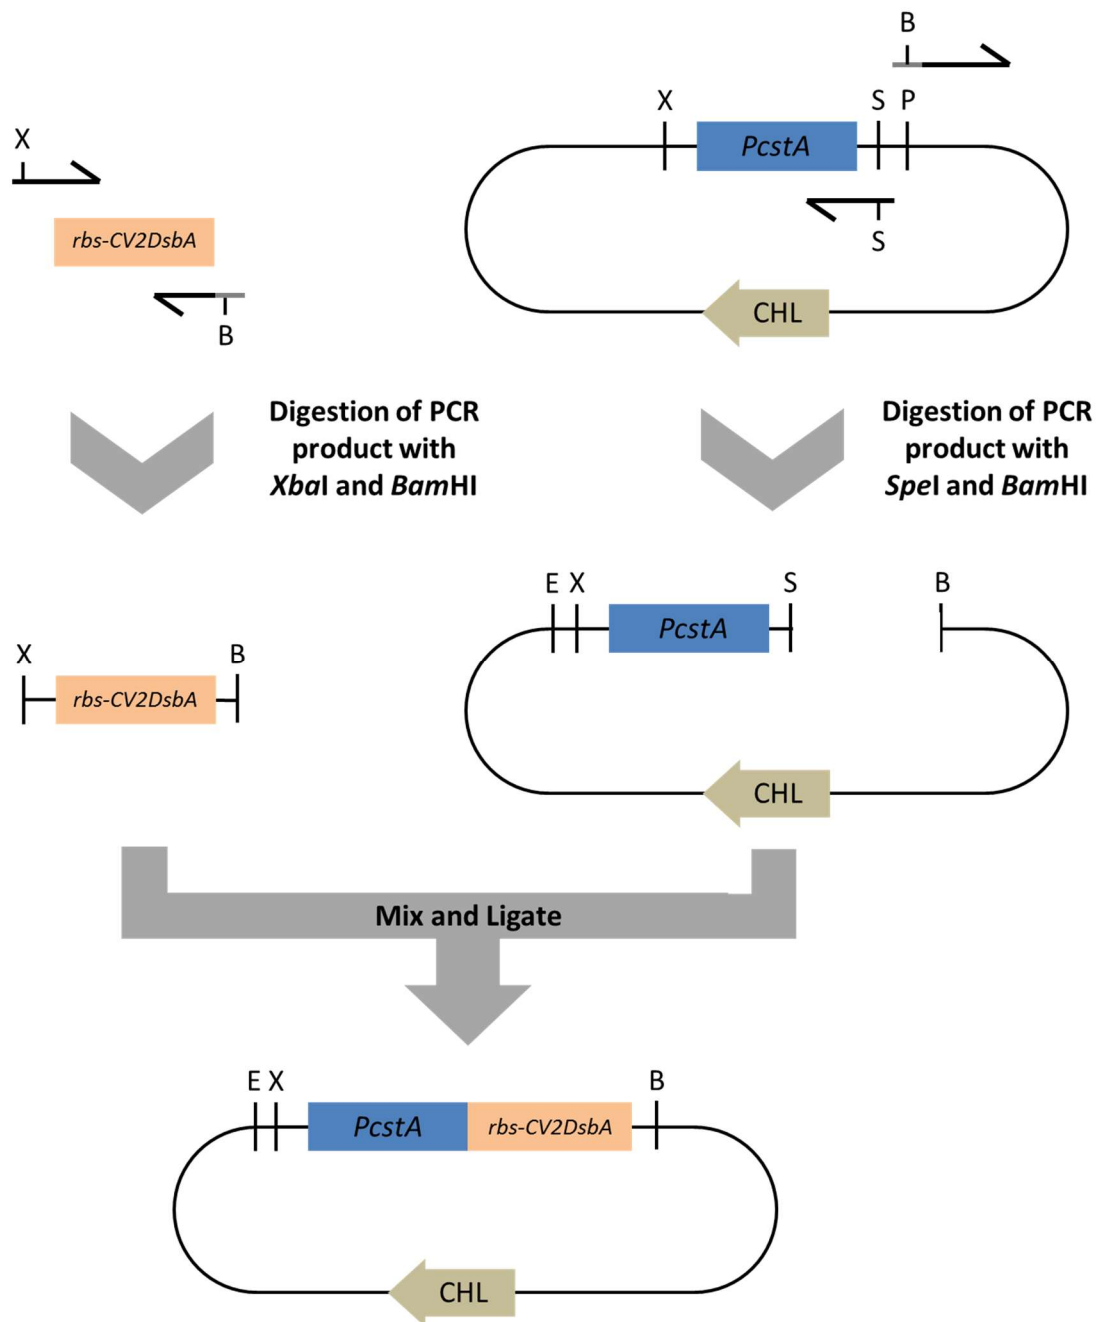 B
X S P
PcstA
X
S
rbs-CV2DsbA
B
CHL
Digestion of PCR
product with
XbaI and BamHI
Digestion of PCR
product with
SpeI and BamHI
E X S B
PcstA
X B
rbs-CV2DsbA
CHL
Mix and Ligate
E X B
PcstA rbs-CV2DsbA
CHL